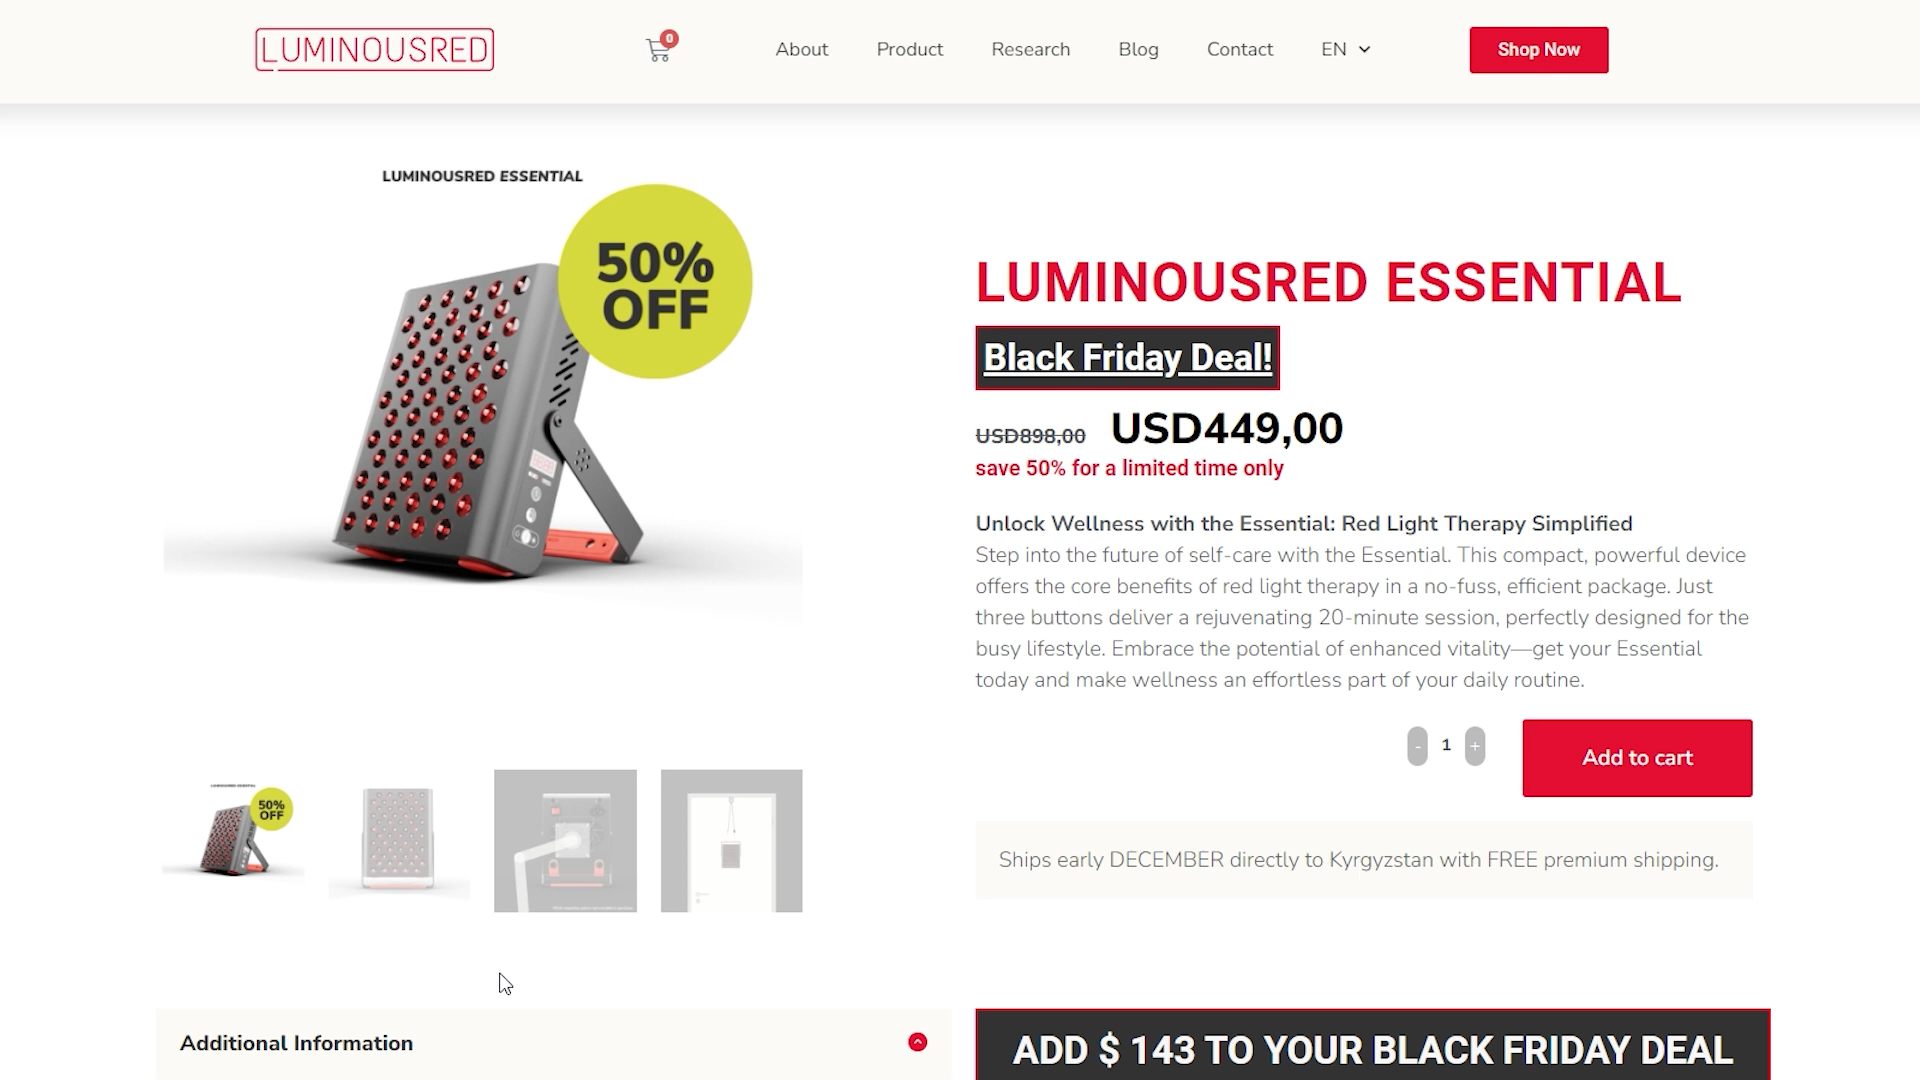 LUMINOUSRED
0
About
Product
Research
Blog
Contact
EN
Shop Now
LUMINOUSRED ESSENTIAL
50%
OFF
LUMINOUSRED ESSENTIAL
Black Friday Deal!
USD898,00 USD449,00
save 50% for a limited time only
Unlock Wellness with the Essential: Red Light Therapy Simplified
Step into the future of self-care with the Essential. This compact, powerful device
offers the core benefits of red light therapy in a no-fuss, efficient package. Just
three buttons deliver a rejuvenating 20-minute session, perfectly designed for the
busy lifestyle. Embrace the potential of enhanced vitality—get your Essential
today and make wellness an effortless part of your daily routine.
- 1 +
Add to cart
Ships early DECEMBER directly to Kyrgyzstan with FREE premium shipping.
LUMINOUSRED ESSENTIAL
50%
OFF
Additional Information
ADD $ 143 TO YOUR BLACK FRIDAY DEAL